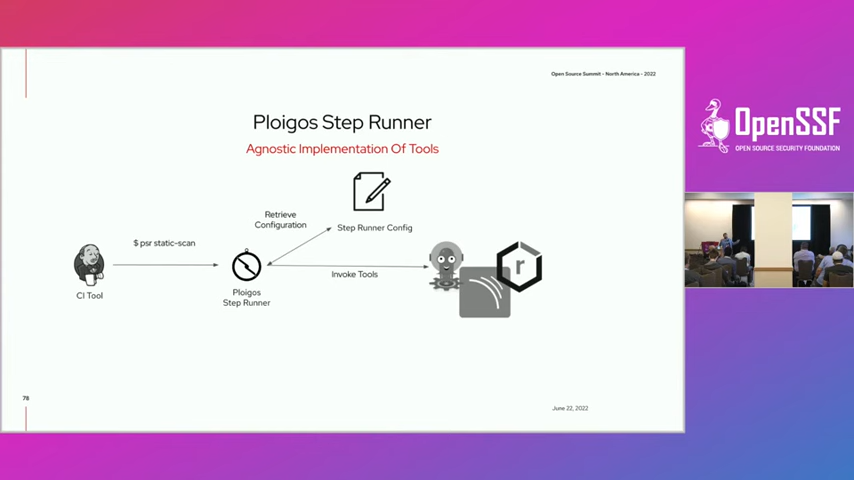 Open Source Summit - North America - 2022
Ploigos Step Runner
Agnostic Implementation Of Tools
Retrieve
Configuration
Step Runner Config
$ psr static-scan
Invoke Tools
CI Tool
Ploigos
Step Runner
r
78
June 22, 2022
OpenSSF
OPEN SOURCE SECURITY FOUNDATION